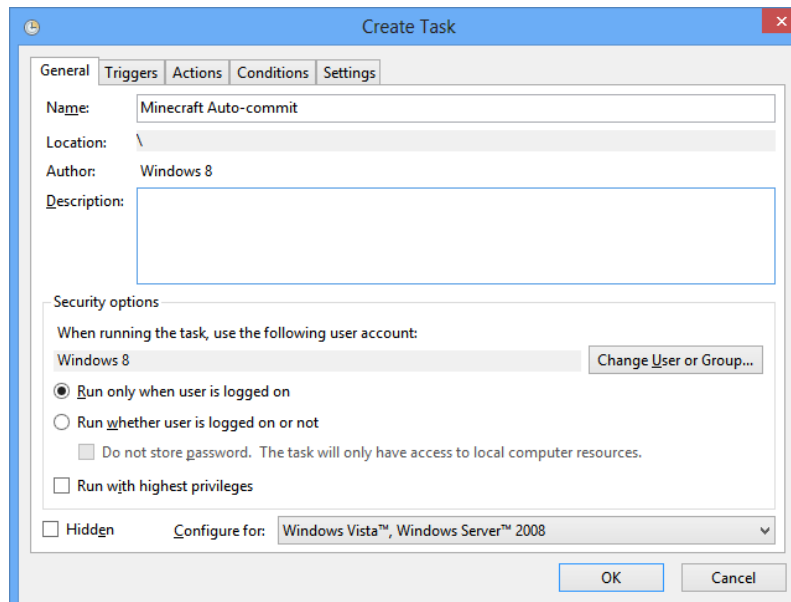 Create Task
General Triggers Actions Conditions Settings
Name: Minecraft Auto-commit
Location: \
Author: Windows 8
Description:
Security options
When running the task, use the following user account:
Windows 8 Change User or Group...
Run only when user is logged on
Run whether user is logged on or not
Do not store password. The task will only have access to local computer resources.
Run with highest privileges
Hidden Configure for: Windows Vista™, Windows Server™ 2008
OK Cancel